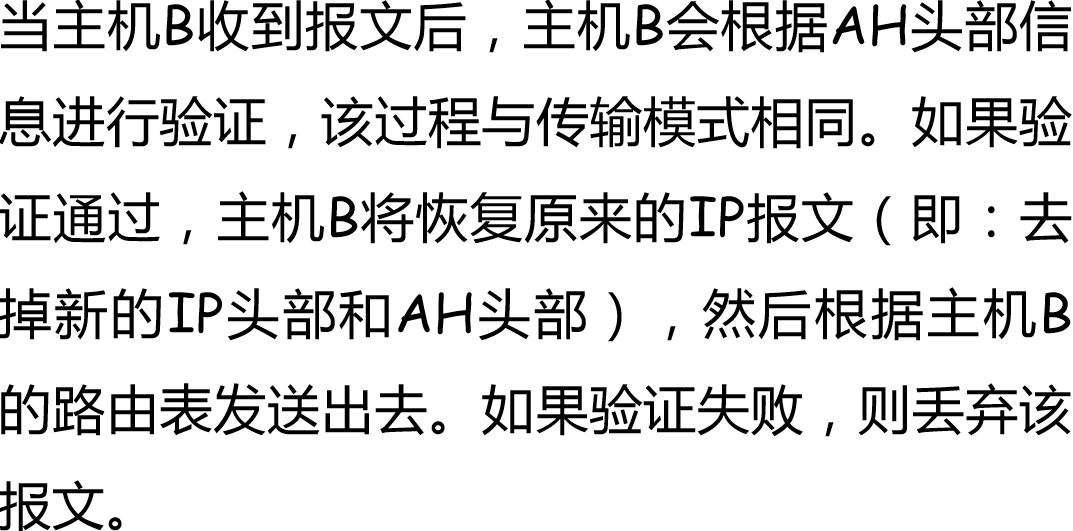 当主机B收到报文后，主机B会根据AH头部信
息进行验证，该过程与传输模式相同。如果验
证通过，主机B将恢复原来的IP报文（即：去
掉新的IP头部和AH头部），然后根据主机B
的路由表发送出去。如果验证失败，则丢弃该
报文。